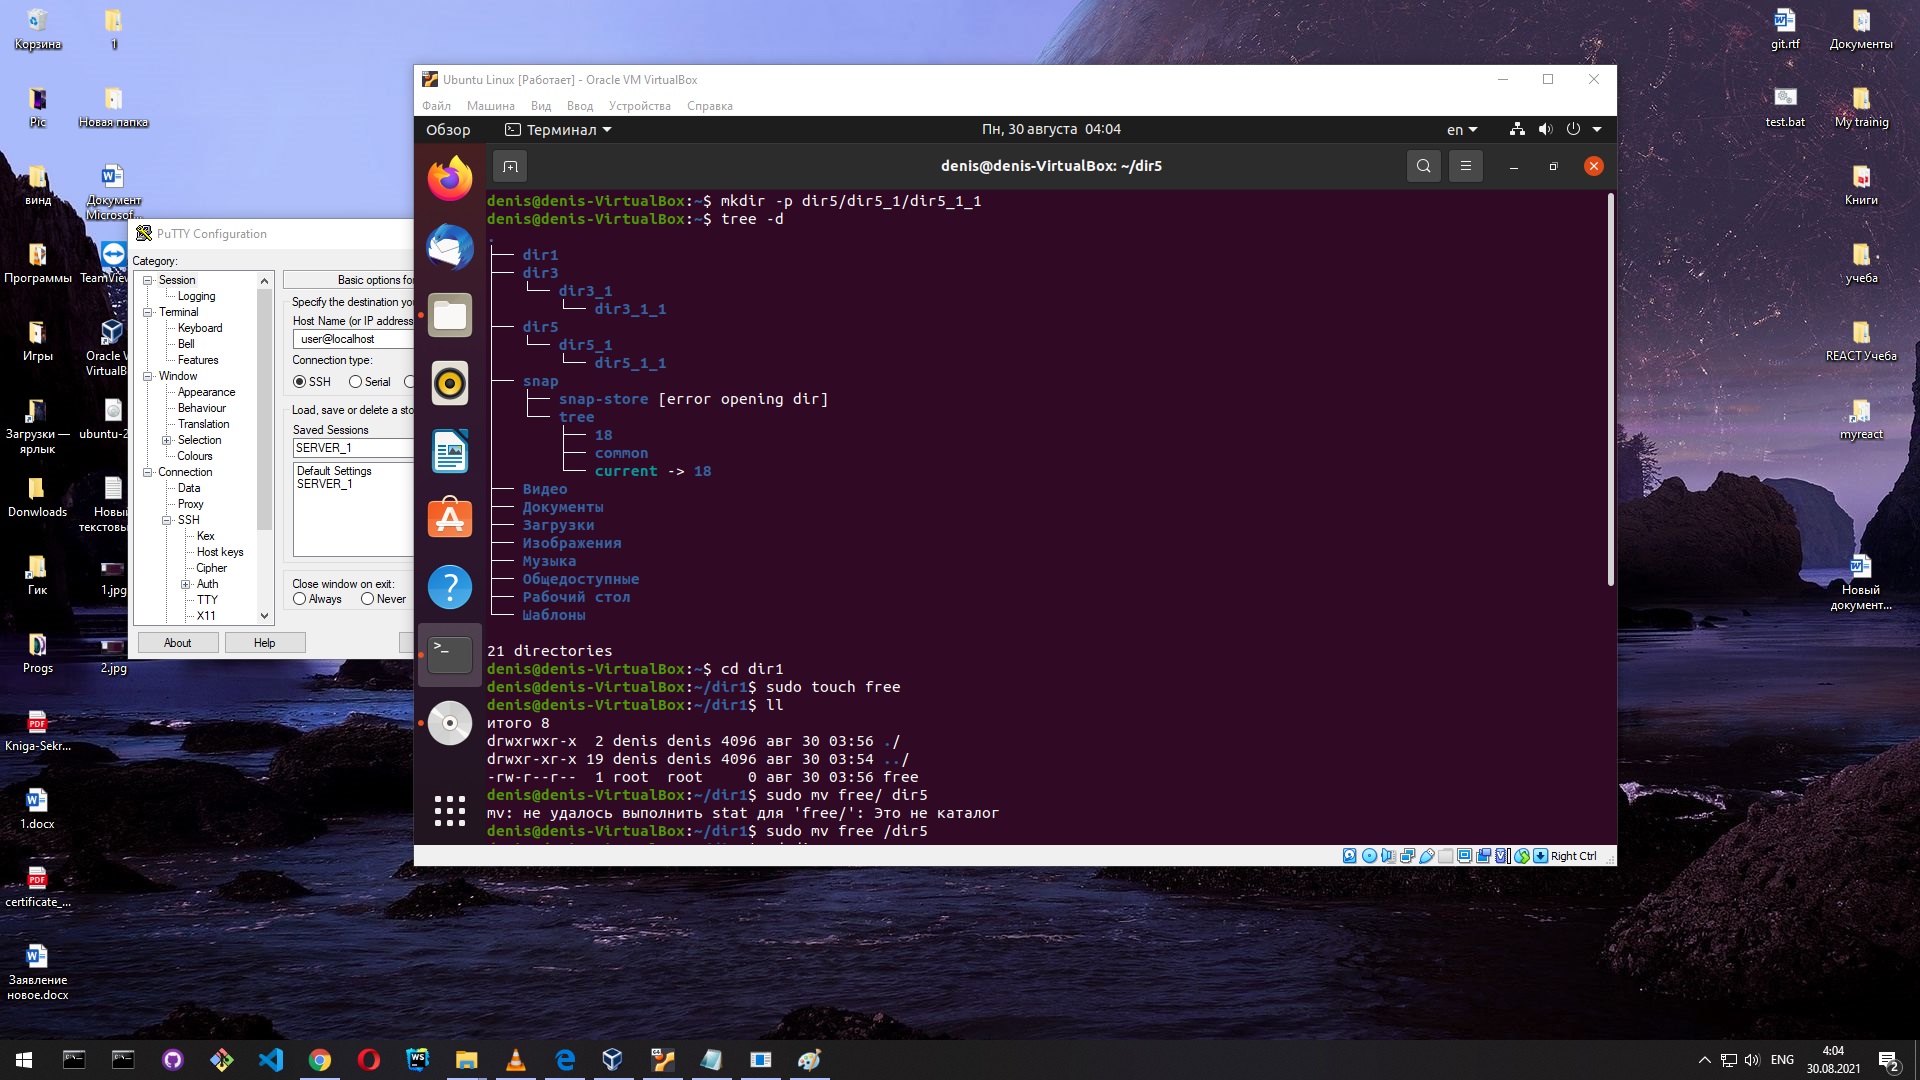 Корзина
1
Pic
Новая папка
винд
Документ
Microsof...
Программы
TeamView
Игры
Oracle V
VirtualB
Загрузки —
ярлык
ubuntu-2
Donwloads
Новы
текстовы
Гик
1.jpg
Progs
2.jpg
Kniga-Sekr...
1.docx
certificate_...
Заявление
новое.docx
git.rtf
Документы
test.bat
My trainig
Книги
учеба
REACT Учеба
myreact
Новый
документ...
PuTTY Configuration
Category:
Session
Logging
Terminal
Keyboard
Bell
Features
Window
Appearance
Behaviour
Translation
Selection
Colours
Connection
Data
Proxy
SSH
Kex
Host keys
Cipher
Auth
TTY
X11
Basic options fo
Specify the destination yo
Host Name (or IP address
user@localhost
Connection type:
SSH Serial
Load, save or delete a sto
Saved Sessions
SERVER_1
Default Settings
SERVER_1
Close window on exit:
Always Never
About Help
Ubuntu Linux [Работает] - Oracle VM VirtualBox
Файл Машина Вид Ввод Устройства Справка
Обзор Терминал Пн, 30 августа 04:04 en
denis@denis-VirtualBox: ~/dir5
denis@denis-VirtualBox:~$ mkdir -p dir5/dir5_1/dir5_1_1
denis@denis-VirtualBox:~$ tree -d
.
├── dir1
├── dir3
│   └── dir3_1
│       └── dir3_1_1
├── dir5
│   └── dir5_1
│       └── dir5_1_1
├── snap
│   ├── snap-store [error opening dir]
│   └── tree
│       ├── 18
│       ├── common
│       └── current -> 18
├── Видео
├── Документы
├── Загрузки
├── Изображения
├── Музыка
├── Общедоступные
├── Рабочий стол
└── Шаблоны
21 directories
denis@denis-VirtualBox:~$ cd dir1
denis@denis-VirtualBox:~/dir1$ sudo touch free
denis@denis-VirtualBox:~/dir1$ ll
итого 8
drwxrwxr-x  2 denis denis 4096 авг 30 03:56 ./
drwxr-xr-x 19 denis denis 4096 авг 30 03:54 ../
-rw-r--r--  1 root  root     0 авг 30 03:56 free
denis@denis-VirtualBox:~/dir1$ sudo mv free/ dir5
mv: не удалось выполнить stat для 'free/': Это не каталог
denis@denis-VirtualBox:~/dir1$ sudo mv free /dir5
Right Ctrl
ENG
4:04
30.08.2021
2